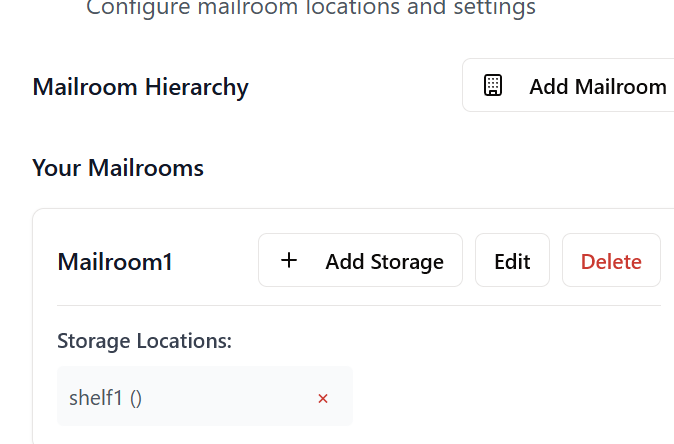 Configure mailroom locations and settings
Mailroom Hierarchy
Add Mailroom
Your Mailrooms
Mailroom1
+ Add Storage
Edit
Delete
Storage Locations:
shelf1 ()
×